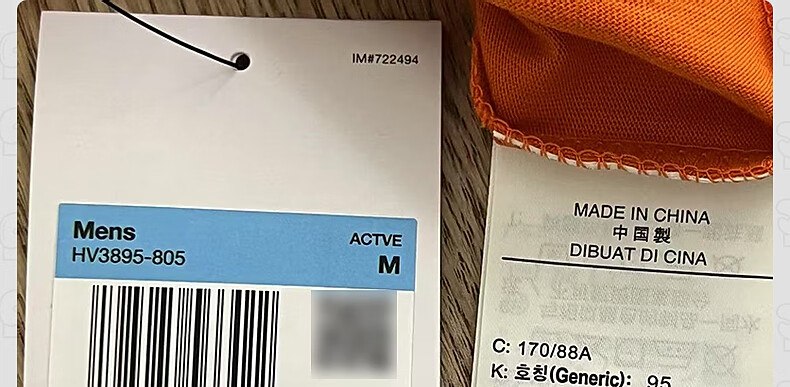 IM#722494
Mens
HV3895-805
ACTVE
M
MADE IN CHINA
中国製
DIBUAT DI CINA
C: 170/88A
K: 호칭(Generic): 95